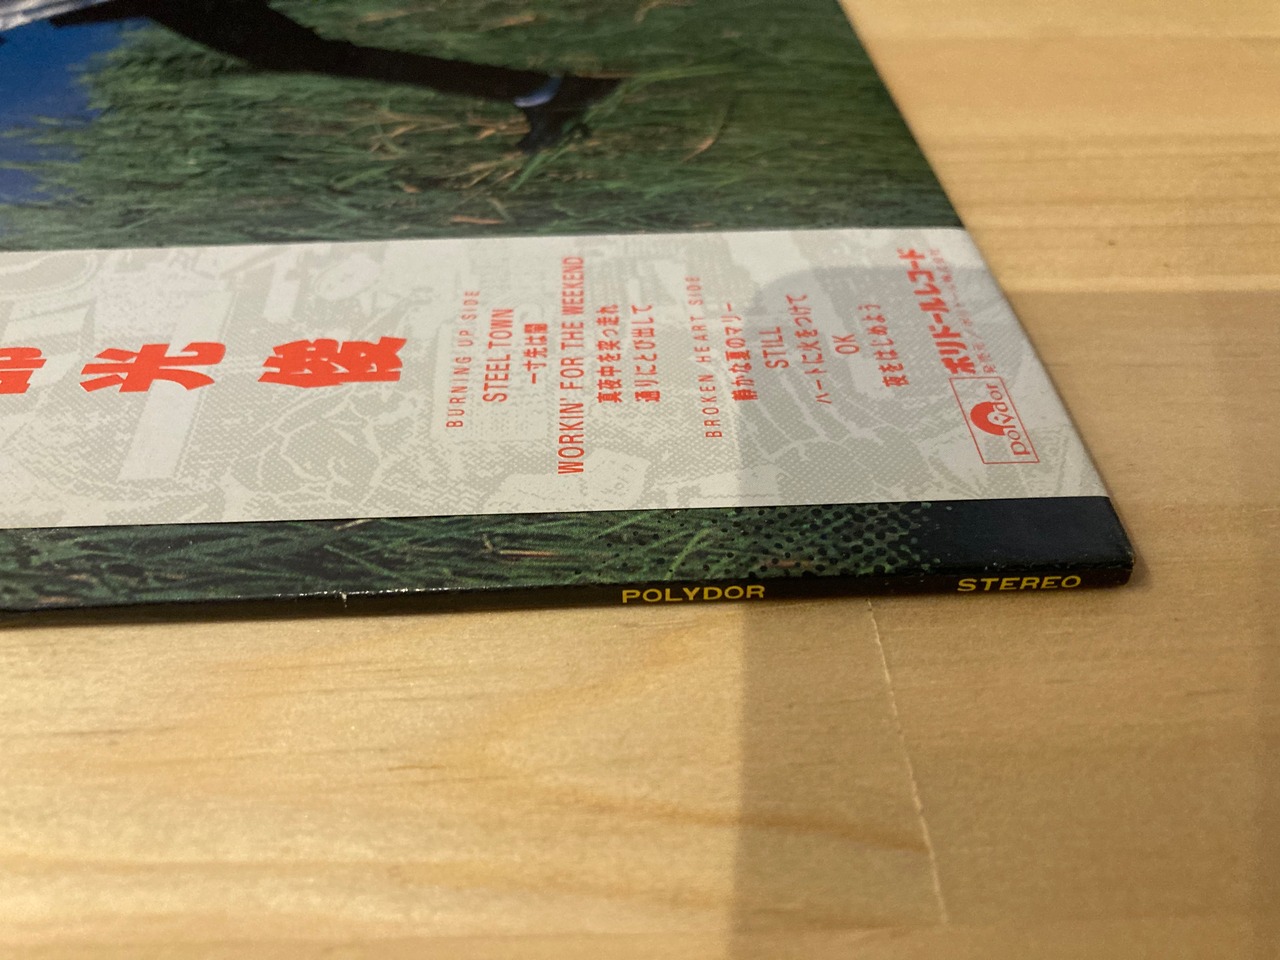 光俊
BURNING UP SIDE
STEEL TOWN
一寸先は闇
WORKIN' FOR THE WEEKEND
真夜中を突っ走れ
通りにとび出して
BROKEN HEART SIDE
静かな夏のマリー
STILL
ハートに火をつけて
OK
夜をはじめよう
ポリドールレコード
polydor
POLYDOR
STEREO